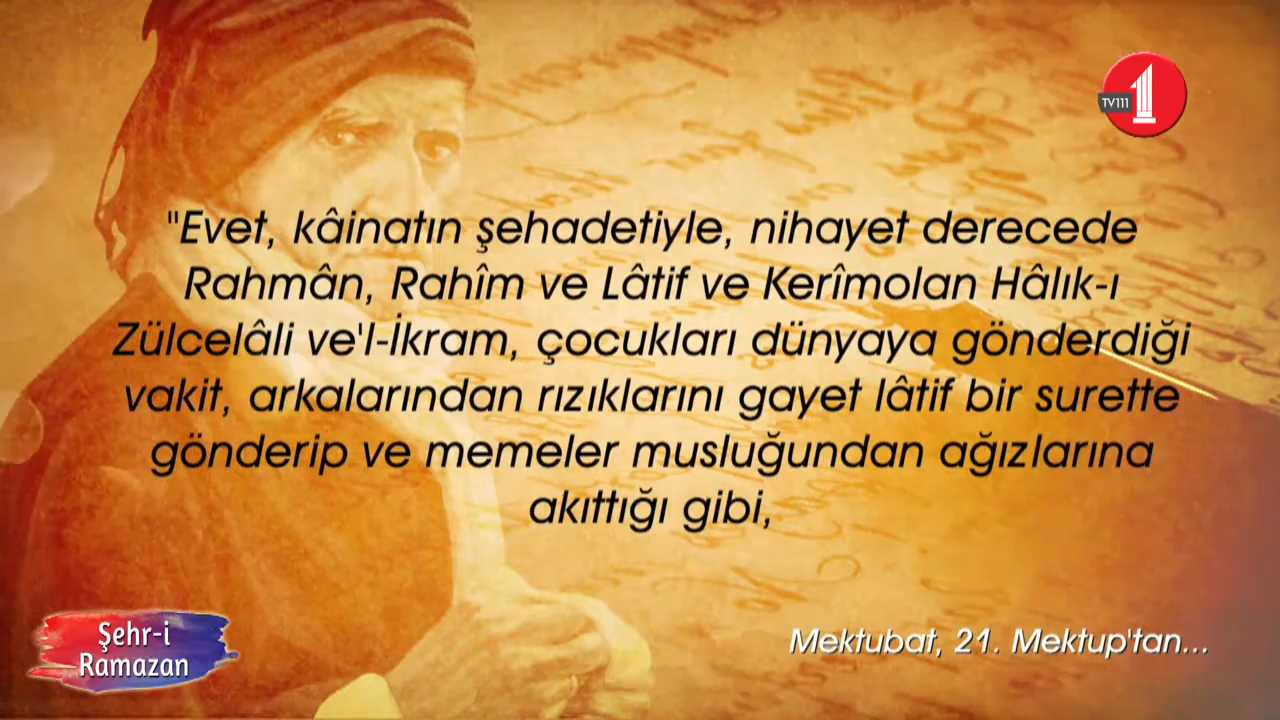 TV111
1
"Evet, kâinatın şehadetiyle, nihayet derecede
Rahmân, Rahîm ve Lâtif ve Kerîmolan Hâlık-ı
Zülcelâli ve'l-İkram, çocukları dünyaya gönderdiği
vakit, arkalarından rızıklarını gayet lâtif bir surette
gönderip ve memeler musluğundan ağızlarına
akıttığı gibi,
Mektubat, 21. Mektup'tan...
Şehr-i
Ramazan